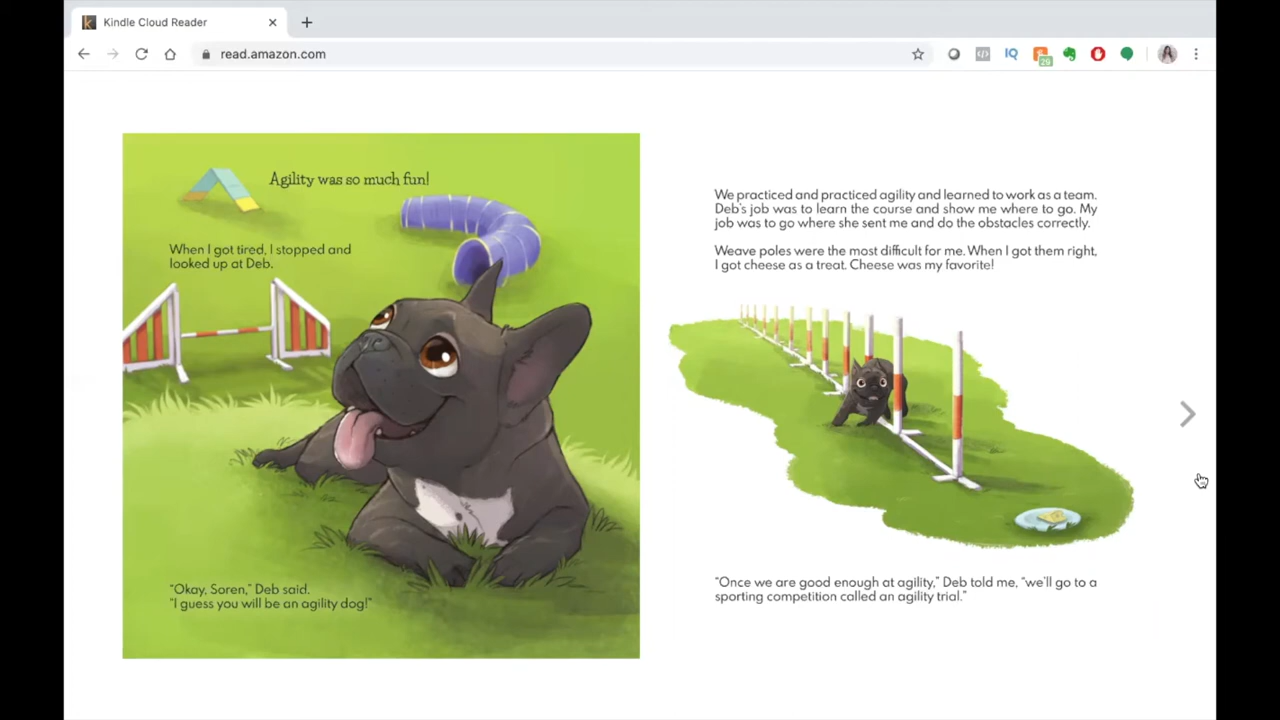 Kindle Cloud Reader
read.amazon.com
IQ
29
Agility was so much fun!
When I got tired, I stopped and
looked up at Deb.
"Okay, Soren," Deb said.
"I guess you will be an agility dog!"
We practiced and practiced agility and learned to work as a team.
Deb's job was to learn the course and show me where to go. My
job was to go where she sent me and do the obstacles correctly.
Weave poles were the most difficult for me. When I got them right,
I got cheese as a treat. Cheese was my favorite!
"Once we are good enough at agility," Deb told me, "we'll go to a
sporting competition called an agility trial."